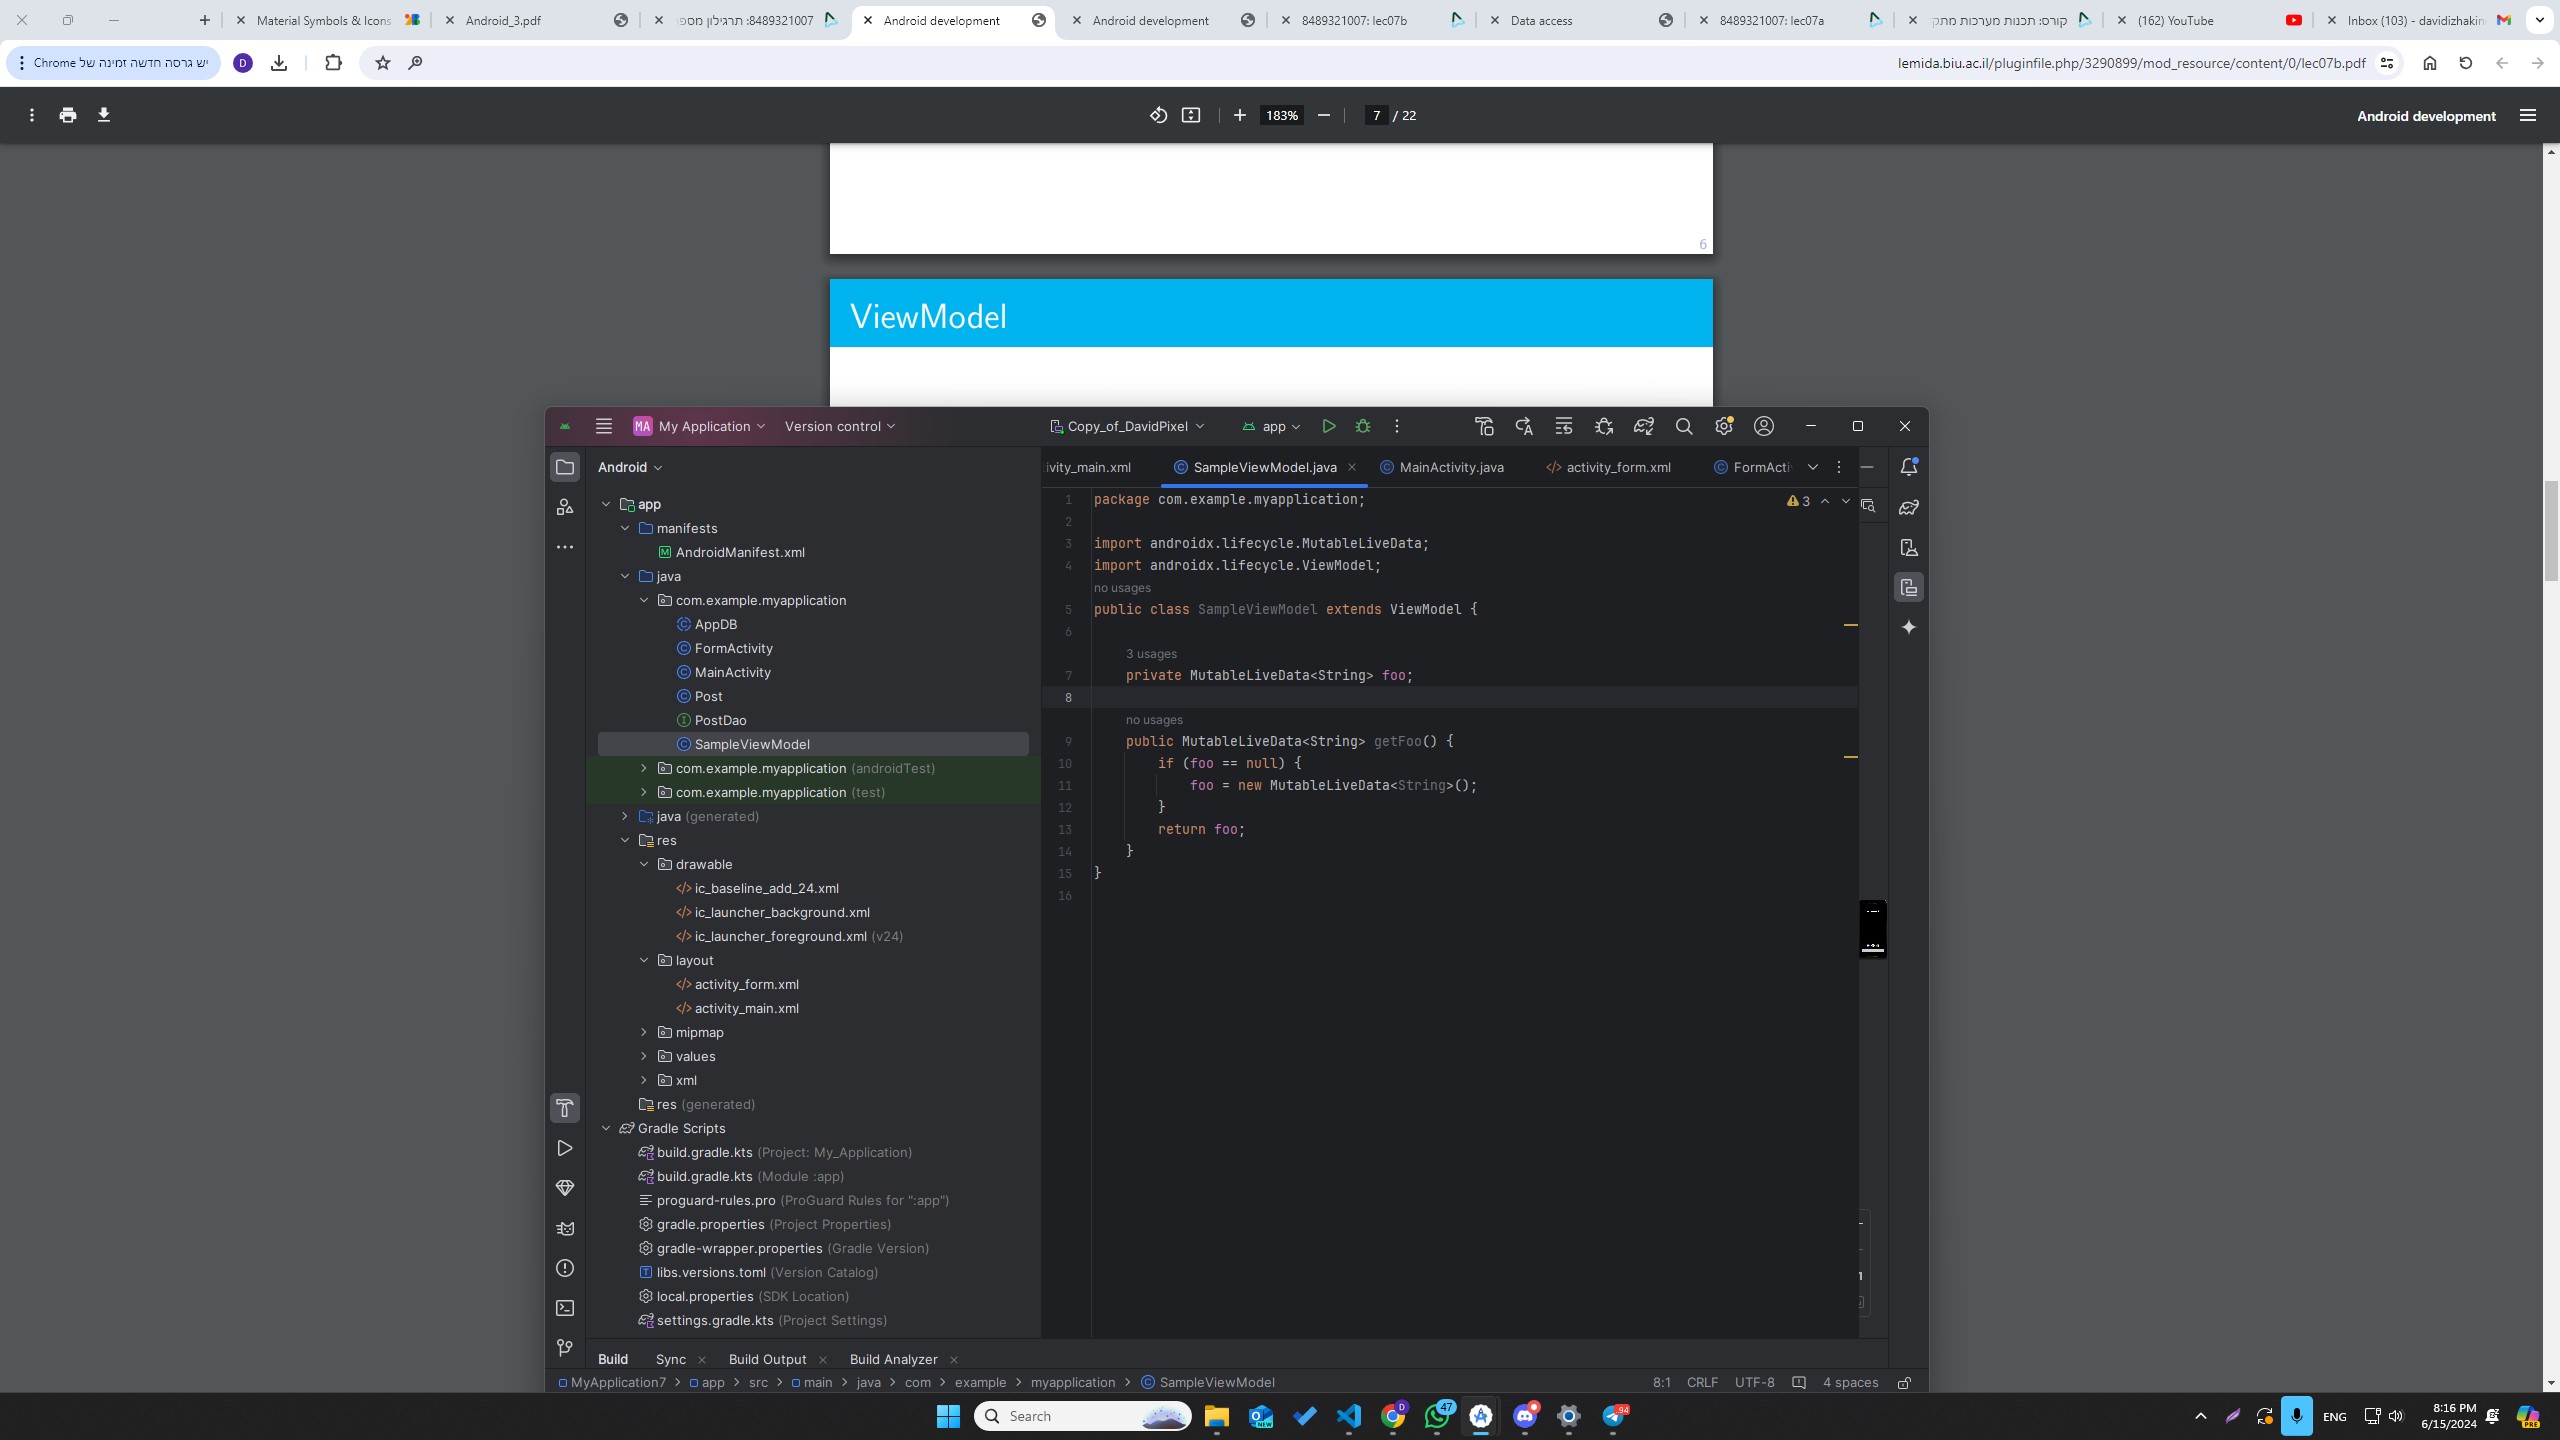 Material Symbols & Icons
Android_3.pdf
8489321007: תרגילון מספ
Android development
Android development
8489321007: lec07b
Data access
8489321007: lec07a
קורס: תכנות מערכות מתק
(162) YouTube
Inbox (103) - davidizhakin
יש גרסה חדשה זמינה של Chrome
D
lemida.biu.ac.il/pluginfile.php/3290899/mod_resource/content/0/lec07b.pdf
183%
7 / 22
Android development
6
ViewModel
MA My Application
Version control
Copy_of_DavidPixel
app
Android
ivity_main.xml
SampleViewModel.java
MainActivity.java
activity_form.xml
FormActi
app
manifests
AndroidManifest.xml
java
com.example.myapplication
AppDB
FormActivity
MainActivity
Post
PostDao
SampleViewModel
com.example.myapplication (androidTest)
com.example.myapplication (test)
java (generated)
res
drawable
ic_baseline_add_24.xml
ic_launcher_background.xml
ic_launcher_foreground.xml (v24)
layout
activity_form.xml
activity_main.xml
mipmap
values
xml
res (generated)
Gradle Scripts
build.gradle.kts (Project: My_Application)
build.gradle.kts (Module :app)
proguard-rules.pro (ProGuard Rules for ":app")
gradle.properties (Project Properties)
gradle-wrapper.properties (Gradle Version)
libs.versions.toml (Version Catalog)
local.properties (SDK Location)
settings.gradle.kts (Project Settings)
3
1 package com.example.myapplication;
2
3 import androidx.lifecycle.MutableLiveData;
4 import androidx.lifecycle.ViewModel;
no usages
5 public class SampleViewModel extends ViewModel {
6
3 usages
7 private MutableLiveData<String> foo;
8
no usages
9 public MutableLiveData<String> getFoo() {
10 if (foo == null) {
11 foo = new MutableLiveData<String>();
12 }
13 return foo;
14 }
15 }
16
Build
Sync
Build Output
Build Analyzer
MyApplication7 > app > src > main > java > com > example > myapplication > SampleViewModel
8:1
CRLF
UTF-8
4 spaces
Search
D
47
94
ENG
8:16 PM
6/15/2024
PRE